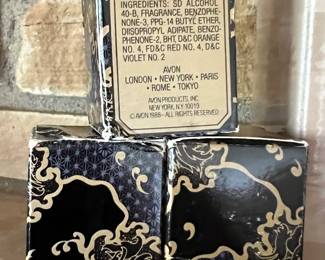 INGREDIENTS: SD ALCOHOL
40-B, FRAGRANCE, BENZOPHE-
NONE-3, PPG-14 BUTYL ETHER,
DIISOPROPYL ADIPATE, BENZO-
PHENONE-2, BHT, D&C ORANGE
NO. 4, FD&C RED NO. 4, D&C
VIOLET NO. 2
AVON
LONDON · NEW YORK · PARIS
· ROME · TOKYO
AVON PRODUCTS, INC.
NEW YORK, N.Y. 10019
© AVON 1988–ALL RIGHTS RESERVED